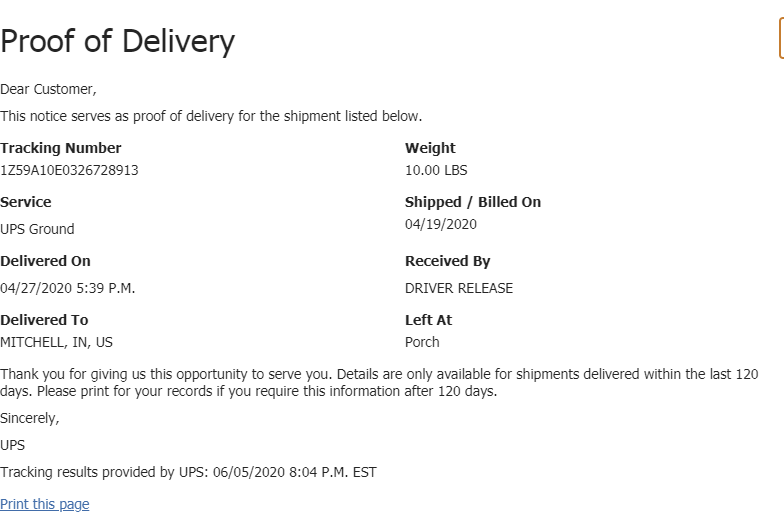 Proof of Delivery
Dear Customer,
This notice serves as proof of delivery for the shipment listed below.
Tracking Number
1Z59A10E0326728913
Weight
10.00 LBS
Service
UPS Ground
Shipped / Billed On
04/19/2020
Delivered On
04/27/2020 5:39 P.M.
Received By
DRIVER RELEASE
Delivered To
MITCHELL, IN, US
Left At
Porch
Thank you for giving us this opportunity to serve you. Details are only available for shipments delivered within the last 120
days. Please print for your records if you require this information after 120 days.
Sincerely,
UPS
Tracking results provided by UPS: 06/05/2020 8:04 P.M. EST
Print this page